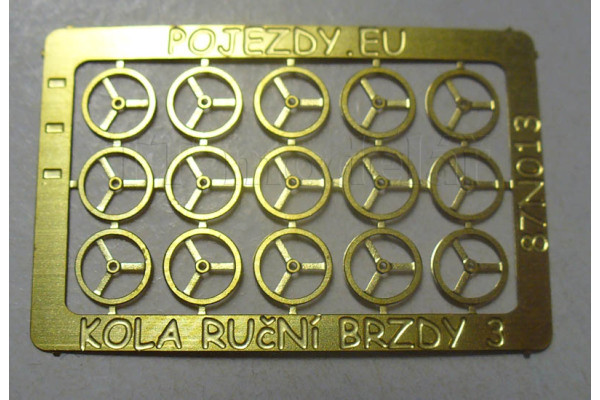 POJEZDY.EU
87N013
KOLA RUčNÍ BRZDY 3